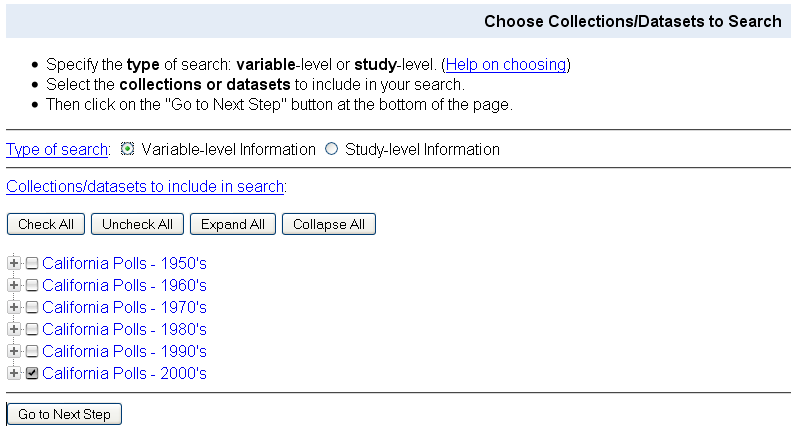 Choose Collections/Datasets to Search
Specify the type of search: variable-level or study-level. (Help on choosing)
Select the collections or datasets to include in your search.
Then click on the "Go to Next Step" button at the bottom of the page.
Type of search: Variable-level Information Study-level Information
Collections/datasets to include in search:
Check All Uncheck All Expand All Collapse All
California Polls - 1950's
California Polls - 1960's
California Polls - 1970's
California Polls - 1980's
California Polls - 1990's
California Polls - 2000's
Go to Next Step